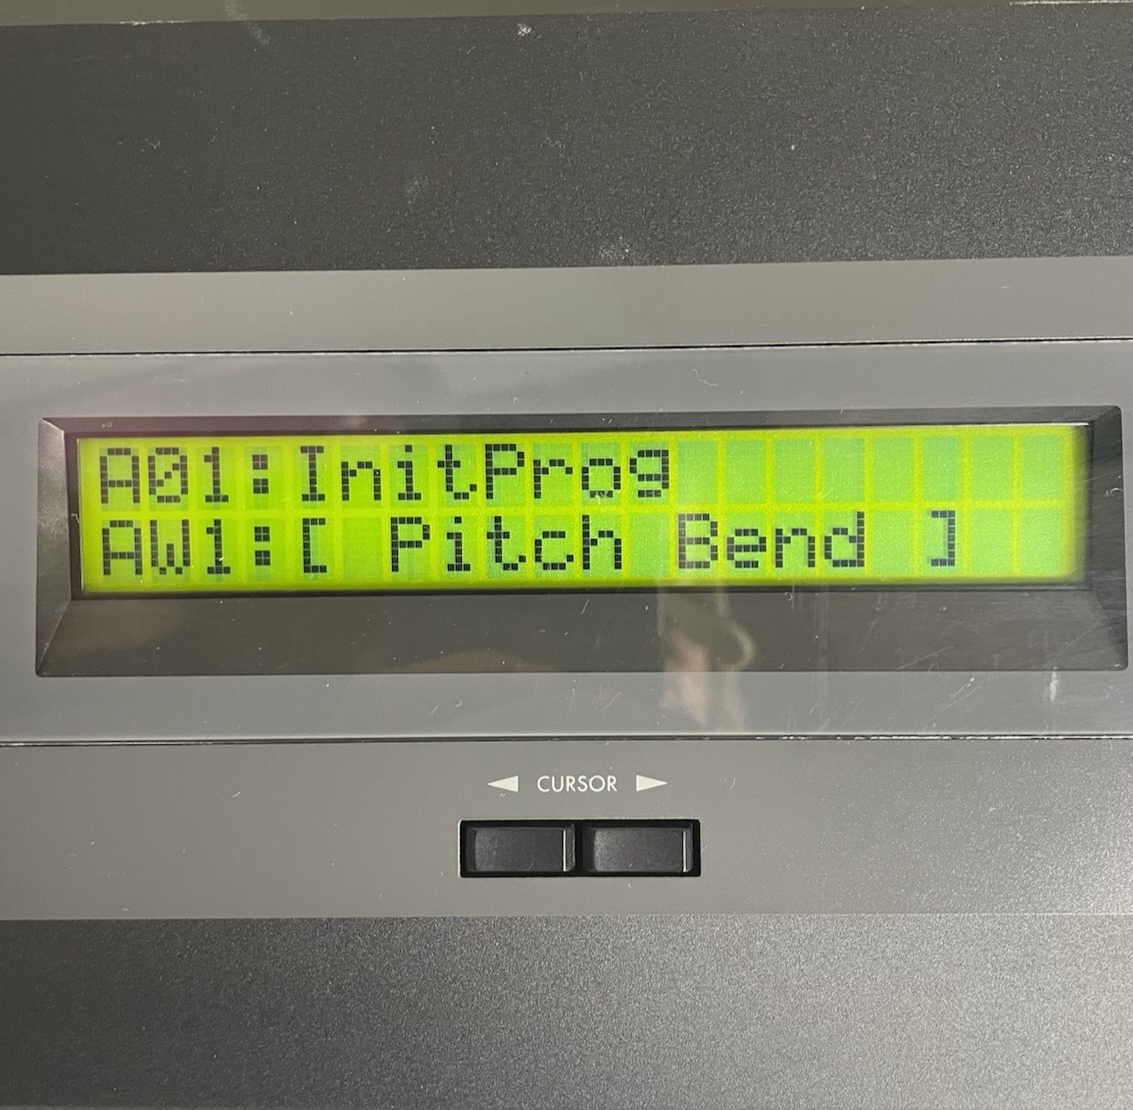 A01:InitProg
AW1:[ Pitch Bend ]
◀ CURSOR ▶